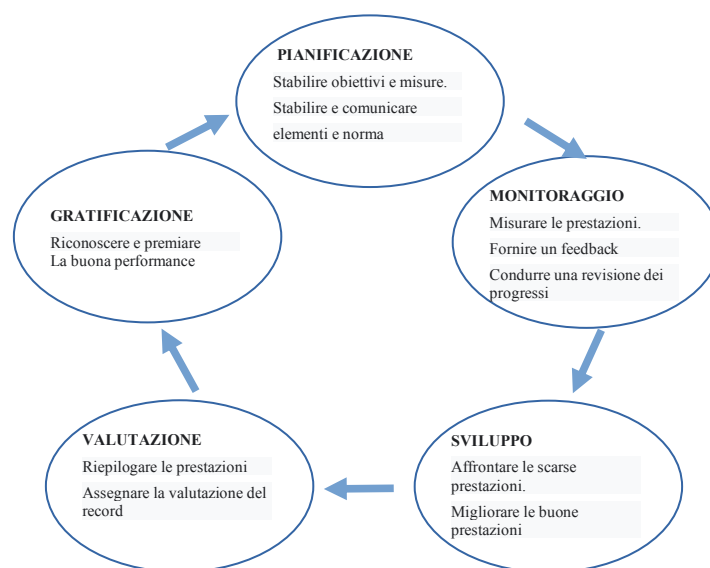 PIANIFICAZIONE
Stabilire obiettivi e misure.
Stabilire e comunicare
elementi e norma
MONITORAGGIO
Misurare le prestazioni.
Fornire un feedback
Condurre una revisione dei
progressi
SVILUPPO
Affrontare le scarse
prestazioni.
Migliorare le buone
prestazioni
VALUTAZIONE
Riepilogare le prestazioni
Assegnare la valutazione del
record
GRATIFICAZIONE
Riconoscere e premiare
La buona performance